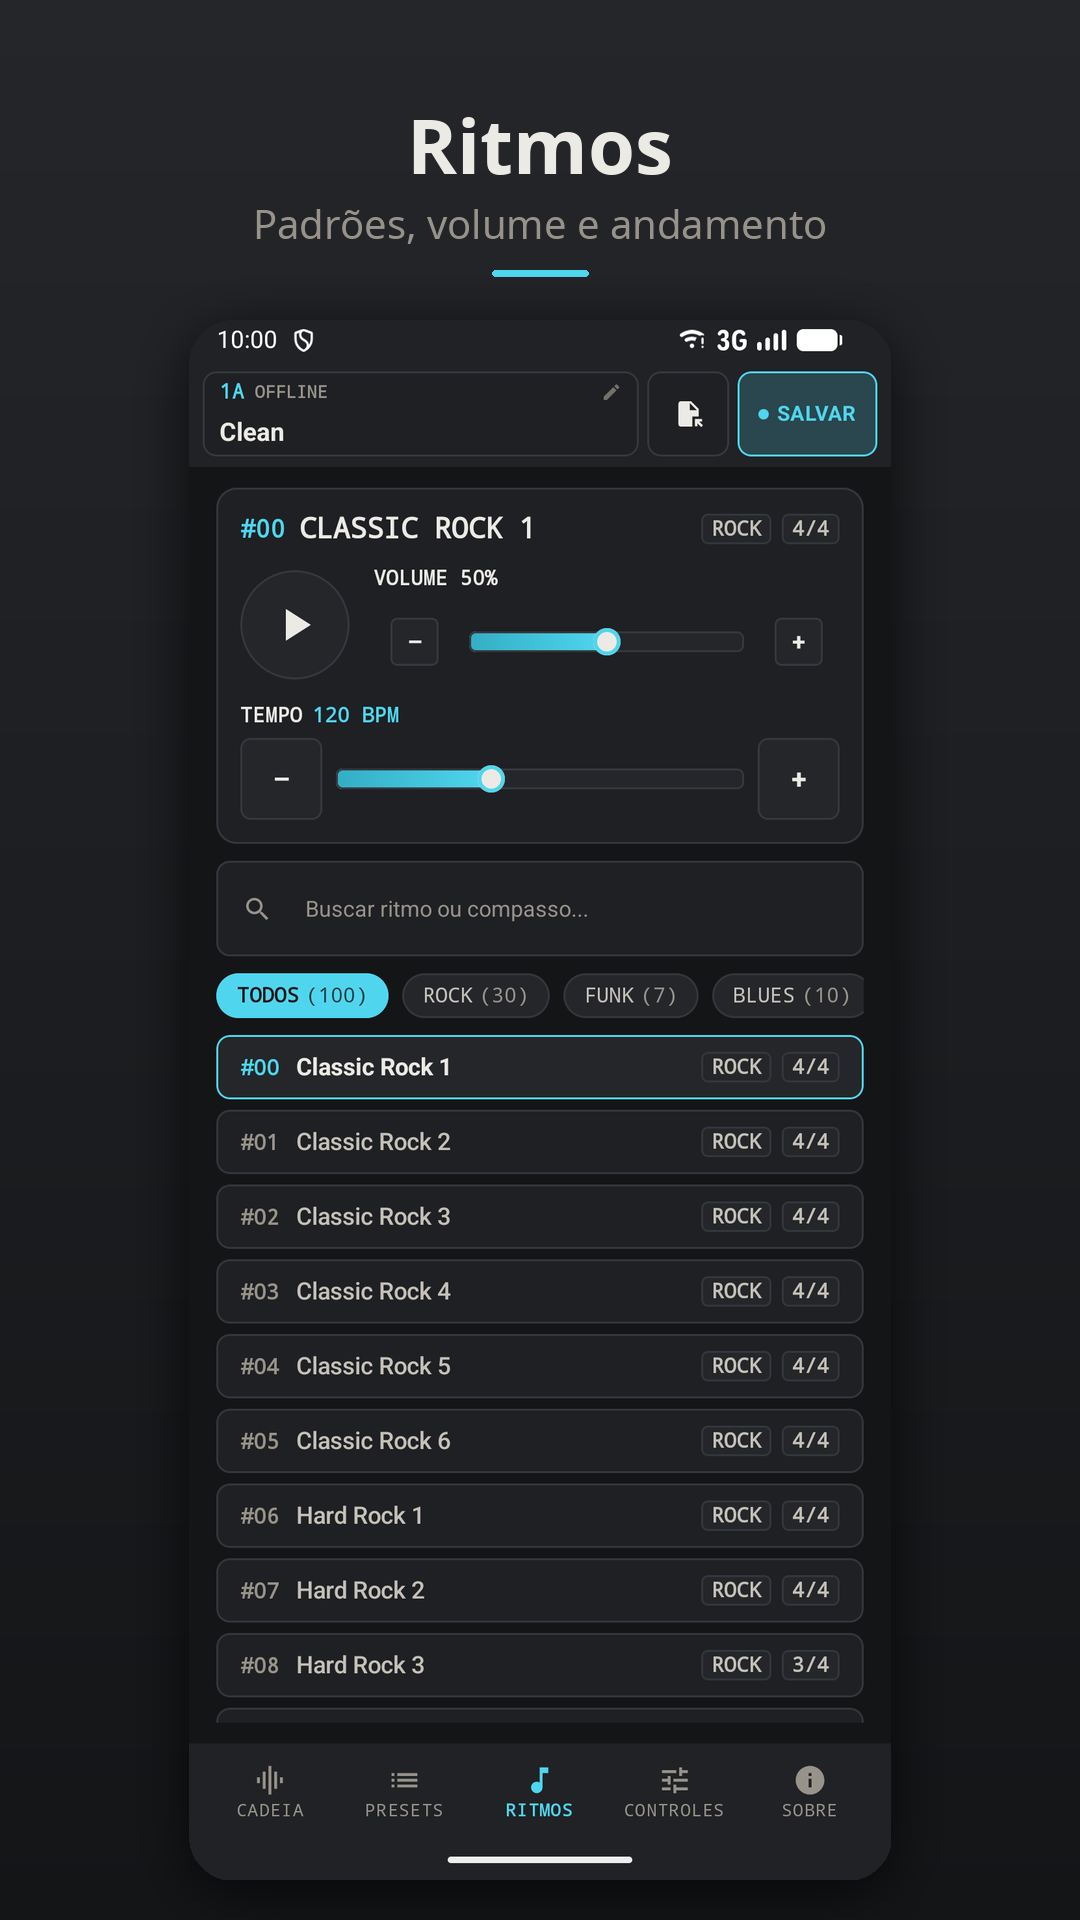 Ritmos
Padrões, volume e andamento
10:00 3G
1A OFFLINE
Clean
SALVAR
#00 CLASSIC ROCK 1 ROCK 4/4
VOLUME 50%
− +
TEMPO 120 BPM
− +
Buscar ritmo ou compasso...
TODOS (100) ROCK (30) FUNK (7) BLUES (10)
#00 Classic Rock 1 ROCK 4/4
#01 Classic Rock 2 ROCK 4/4
#02 Classic Rock 3 ROCK 4/4
#03 Classic Rock 4 ROCK 4/4
#04 Classic Rock 5 ROCK 4/4
#05 Classic Rock 6 ROCK 4/4
#06 Hard Rock 1 ROCK 4/4
#07 Hard Rock 2 ROCK 4/4
#08 Hard Rock 3 ROCK 3/4
CADEIA PRESETS RITMOS CONTROLES SOBRE